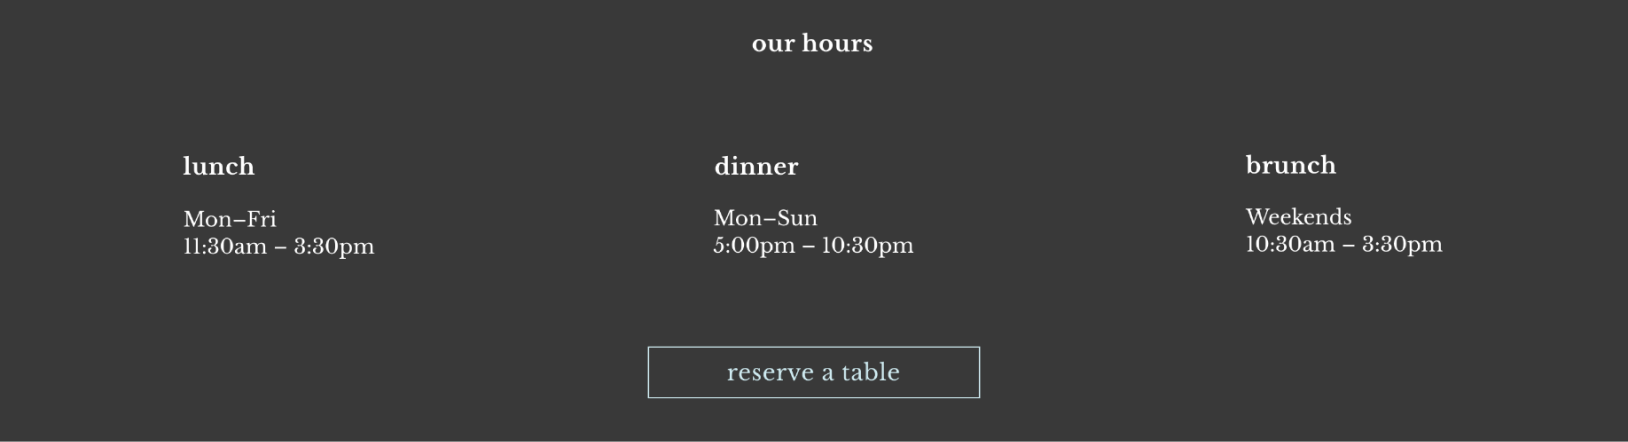 our hours
lunch
Mon–Fri
11:30am – 3:30pm
dinner
Mon–Sun
5:00pm – 10:30pm
brunch
Weekends
10:30am – 3:30pm
reserve a table